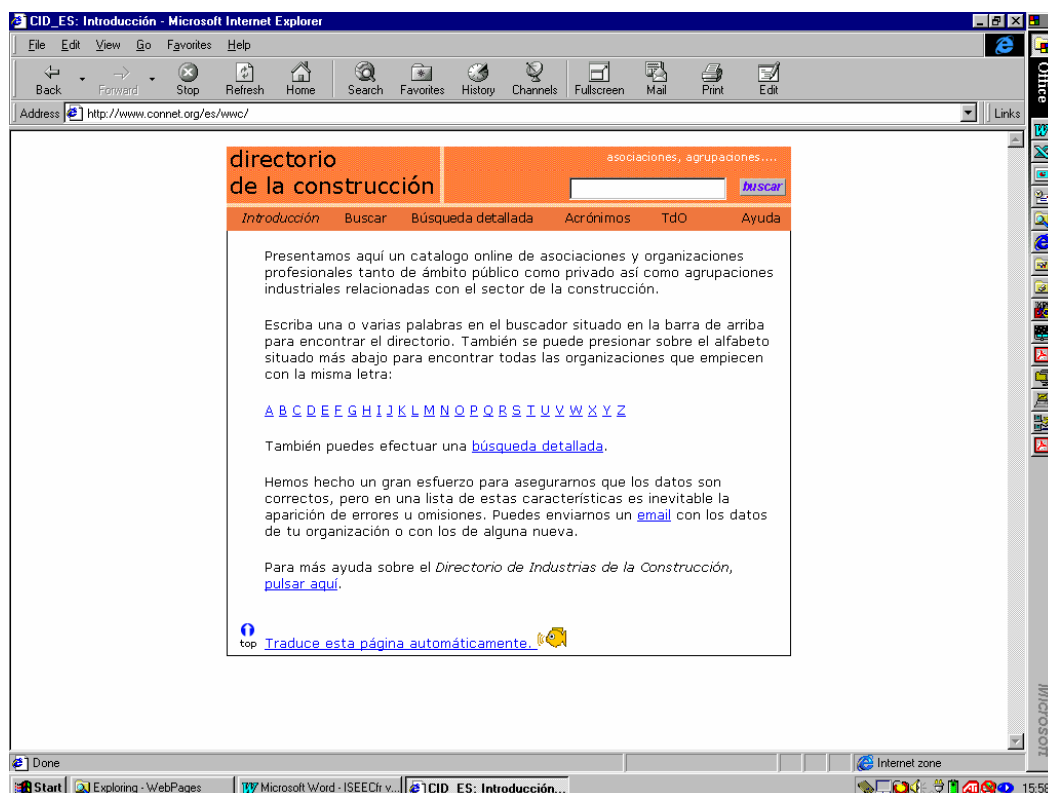 CID_ES: Introducción - Microsoft Internet Explorer
File Edit View Go Favorites Help
Back Forward Stop Refresh Home Search Favorites History Channels Fullscreen Mail Print Edit
Address http://www.connet.org/es/wwc/ Links
Office
directorio
de la construcción
asociaciones, agrupaciones....
buscar
Introducción Buscar Búsqueda detallada Acrónimos TdO Ayuda
Presentamos aquí un catalogo online de asociaciones y organizaciones
profesionales tanto de ámbito público como privado así como agrupaciones
industriales relacionadas con el sector de la construcción.
Escriba una o varias palabras en el buscador situado en la barra de arriba
para encontrar el directorio. También se puede presionar sobre el alfabeto
situado más abajo para encontrar todas las organizaciones que empiecen
con la misma letra:
A B C D E F G H I J K L M N O P Q R S T U V W X Y Z
También puedes efectuar una búsqueda detallada.
Hemos hecho un gran esfuerzo para asegurarnos que los datos son
correctos, pero en una lista de estas características es inevitable la
aparición de errores u omisiones. Puedes enviarnos un email con los datos
de tu organización o con los de alguna nueva.
Para más ayuda sobre el Directorio de Industrias de la Construcción,
pulsar aquí.
top Traduce esta página automáticamente.
Microsoft
Done Internet zone
Start Exploring - WebPages Microsoft Word - ISEECfr v... CID_ES: Introducción... 15:58